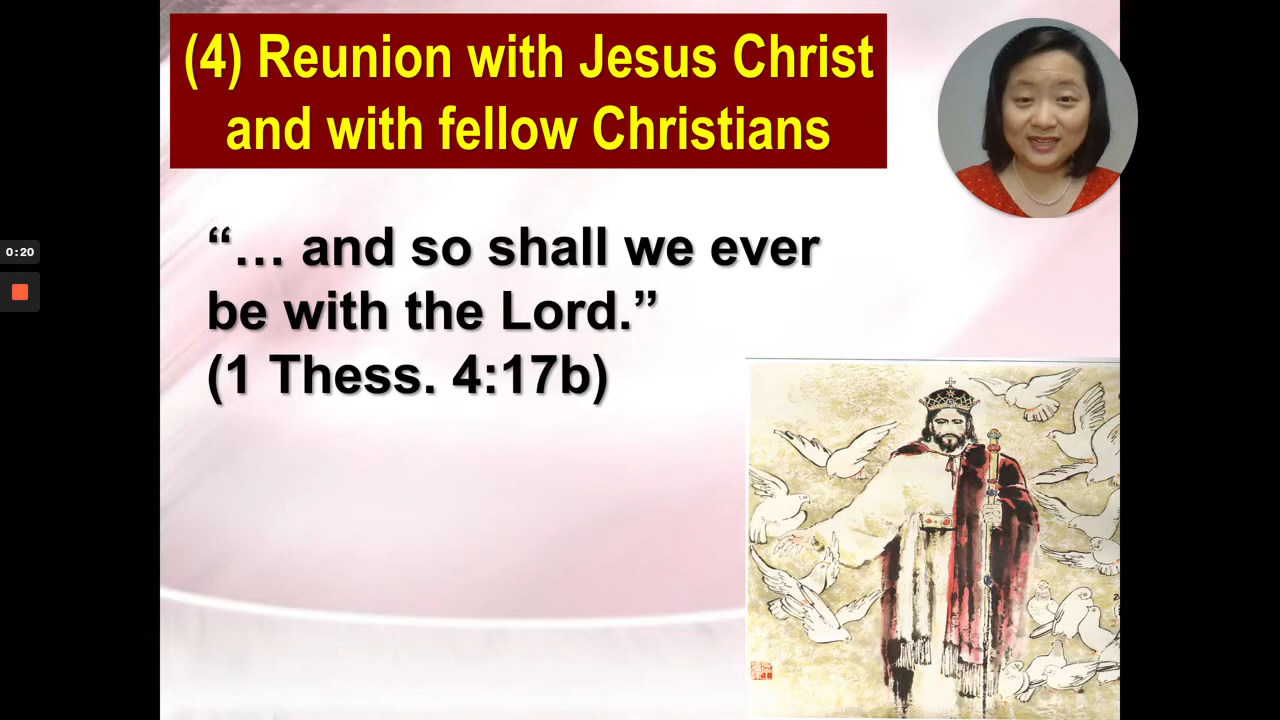 (4) Reunion with Jesus Christ
and with fellow Christians
“… and so shall we ever
be with the Lord.”
(1 Thess. 4:17b)
0:20